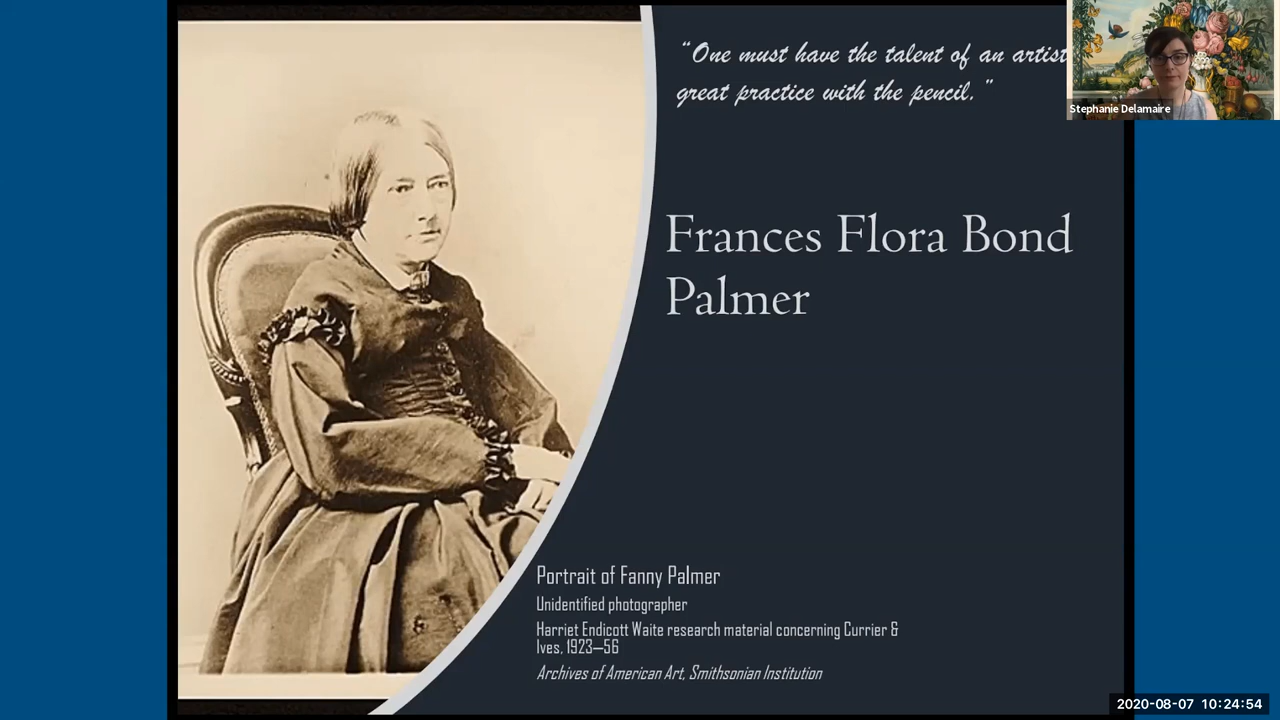 “One must have the talent of an artist
great practice with the pencil.”
Stephanie Delamaire
Frances Flora Bond
Palmer
Portrait of Fanny Palmer
Unidentified photographer
Harriet Endicott Waite research material concerning Currier &
Ives, 1923—56
Archives of American Art, Smithsonian Institution
2020-08-07 10:24:54